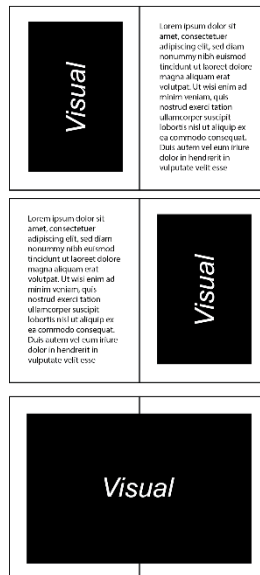 Visual
Lorem ipsum dolor sit
amet, consectetuer
adipiscing elit, sed diam
nonummy nibh euismod
tincidunt ut laoreet dolore
magna aliquam erat
volutpat. Ut wisi enim ad
minim veniam, quis
nostrud exerci tation
ullamcorper suscipit
lobortis nisl ut aliquip ex
ea commodo consequat.
Duis autem vel eum iriure
dolor in hendrerit in
vulputate velit esse
Lorem ipsum dolor sit
amet, consectetuer
adipiscing elit, sed diam
nonummy nibh euismod
tincidunt ut laoreet dolore
magna aliquam erat
volutpat. Ut wisi enim ad
minim veniam, quis
nostrud exerci tation
ullamcorper suscipit
lobortis nisl ut aliquip ex
ea commodo consequat.
Duis autem vel eum iriure
dolor in hendrerit in
vulputate velit esse
Visual
Visual